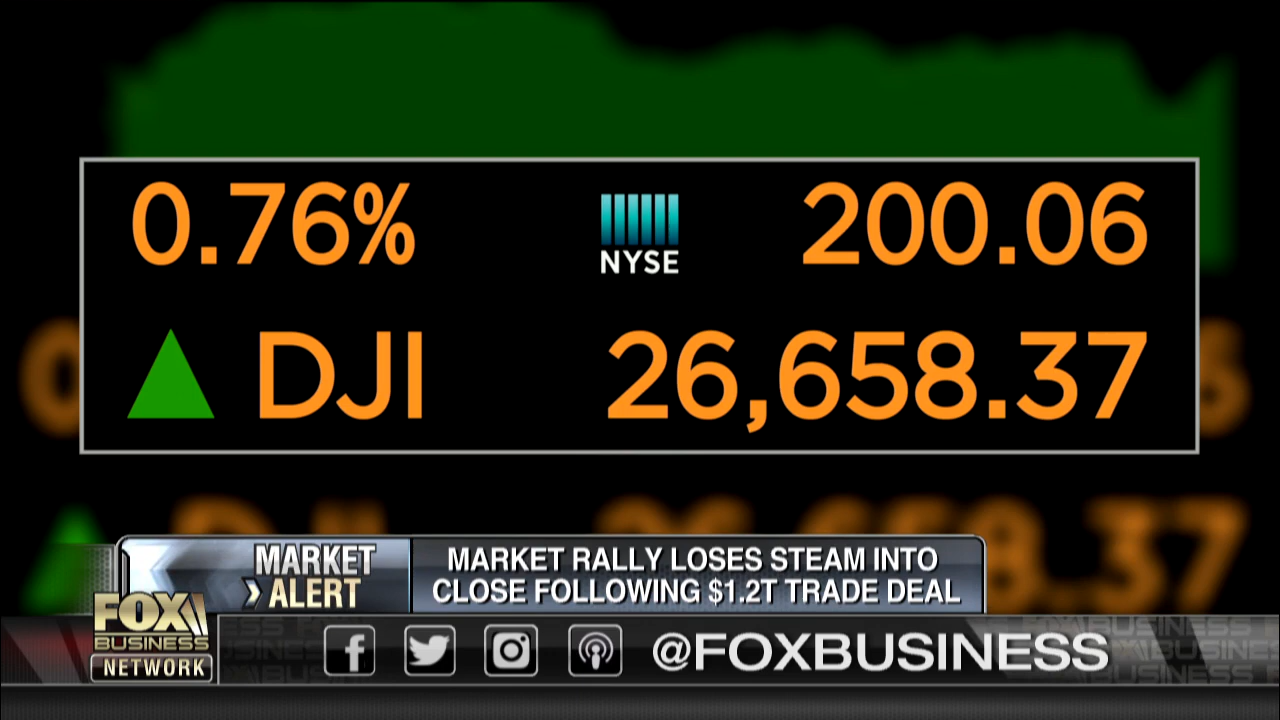 0.76%
NYSE
200.06
DJI
26,658.37
MARKET
ALERT
MARKET RALLY LOSES STEAM INTO
CLOSE FOLLOWING $1.2T TRADE DEAL
FOX
BUSINESS
NETWORK
@FOXBUSINESS